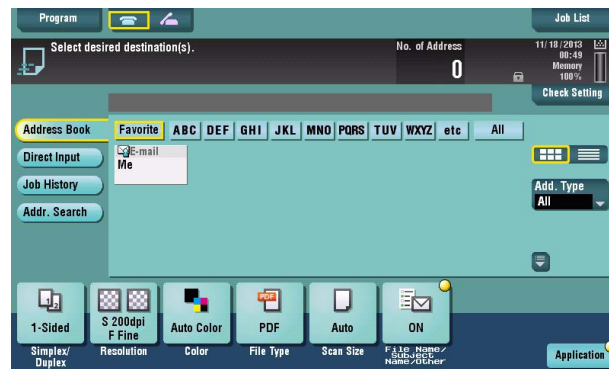 Program
Job List
Select desired destination(s).
No. of Address
0
11/18/2013
00:49
Memory
100%
Check Setting
Address Book
Favorite ABC DEF GHI JKL MNO PQRS TUV WXYZ etc All
Direct Input
E-mail
Me
Job History
Add. Type
All
Addr. Search
1-Sided
S 200dpi
F Fine
Auto Color
PDF
PDF
Auto
ON
Simplex/
Duplex
Resolution
Color
File Type
Scan Size
File Name/
Subject
Name/Other
Application